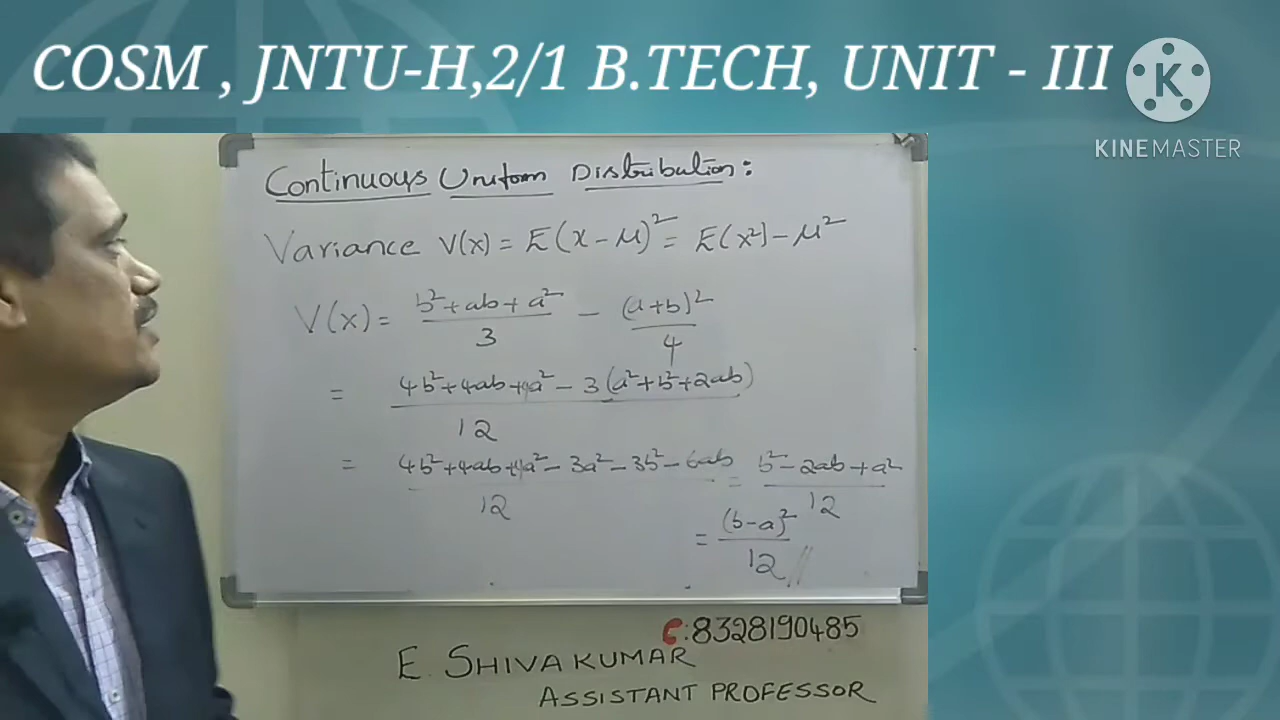 COSM , JNTU-H,2/1 B.TECH, UNIT - III
K
KINEMASTER
Continuous Uniform Distribution:
Variance V(x) = E(x-μ)² = E(x²) - μ²
V(x) = (b²+ab+a²)/3 - (a+b)²/4
= (4b²+4ab+4a² - 3(a²+b²+2ab))/12
= (4b²+4ab+4a² - 3a² - 3b² - 6ab)/12 = (b²-2ab+a²)/12
= (b-a)²/12 //
C:8328190485
E. SHIVA KUMAR
ASSISTANT PROFESSOR